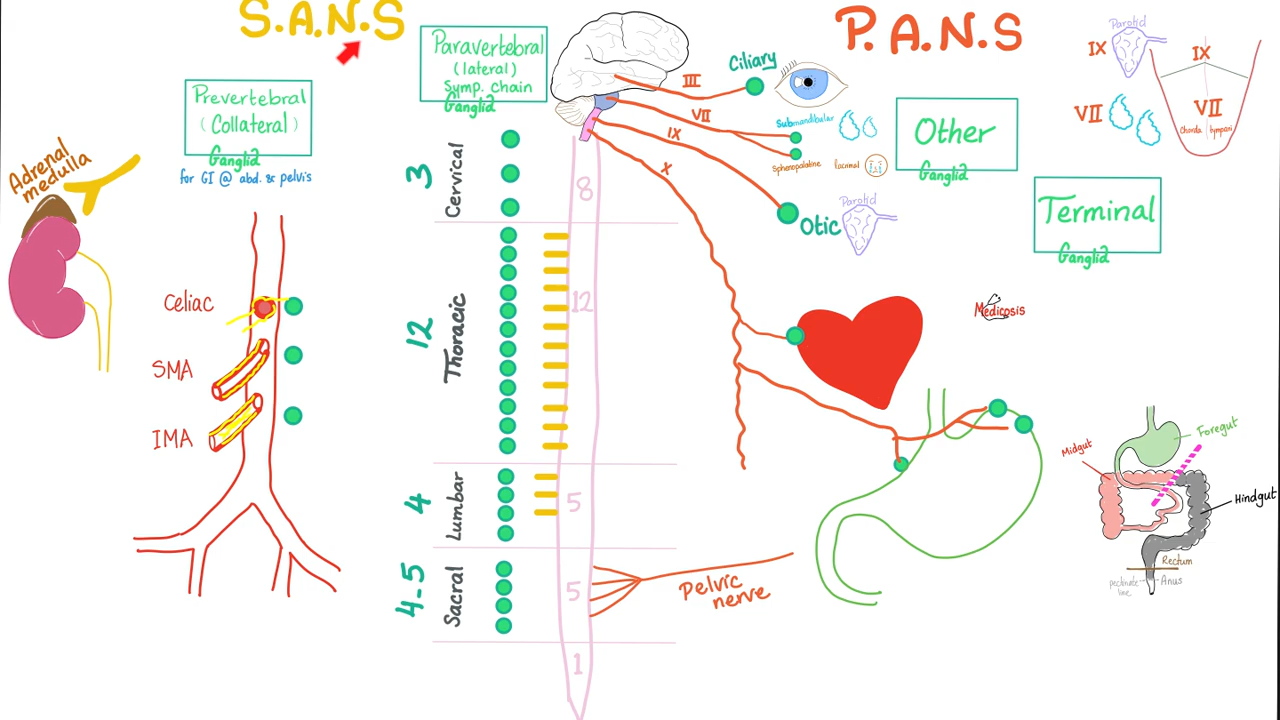 S.A.N.S
P.A.N.S
Paravertebral
(lateral)
Symp. chain
Ganglia
Prevertebral
(Collateral)
Ganglia
for GI @ abd. & pelvis
Adrenal
medulla
Celiac
SMA
IMA
3
Cervical
12
Thoracic
4
Lumbar
4-5
Sacral
8
12
5
5
1
III
VII
IX
X
Ciliary
Submandibular
Sphenopalatine
lacrimal
Otic
Parotid
Other
Ganglia
Terminal
Ganglia
Parotid
IX
VII
IX
VII
Chorda tympani
Medicosis
Pelvic
nerve
Midgut
Foregut
Hindgut
Rectum
pectinate
line
Anus